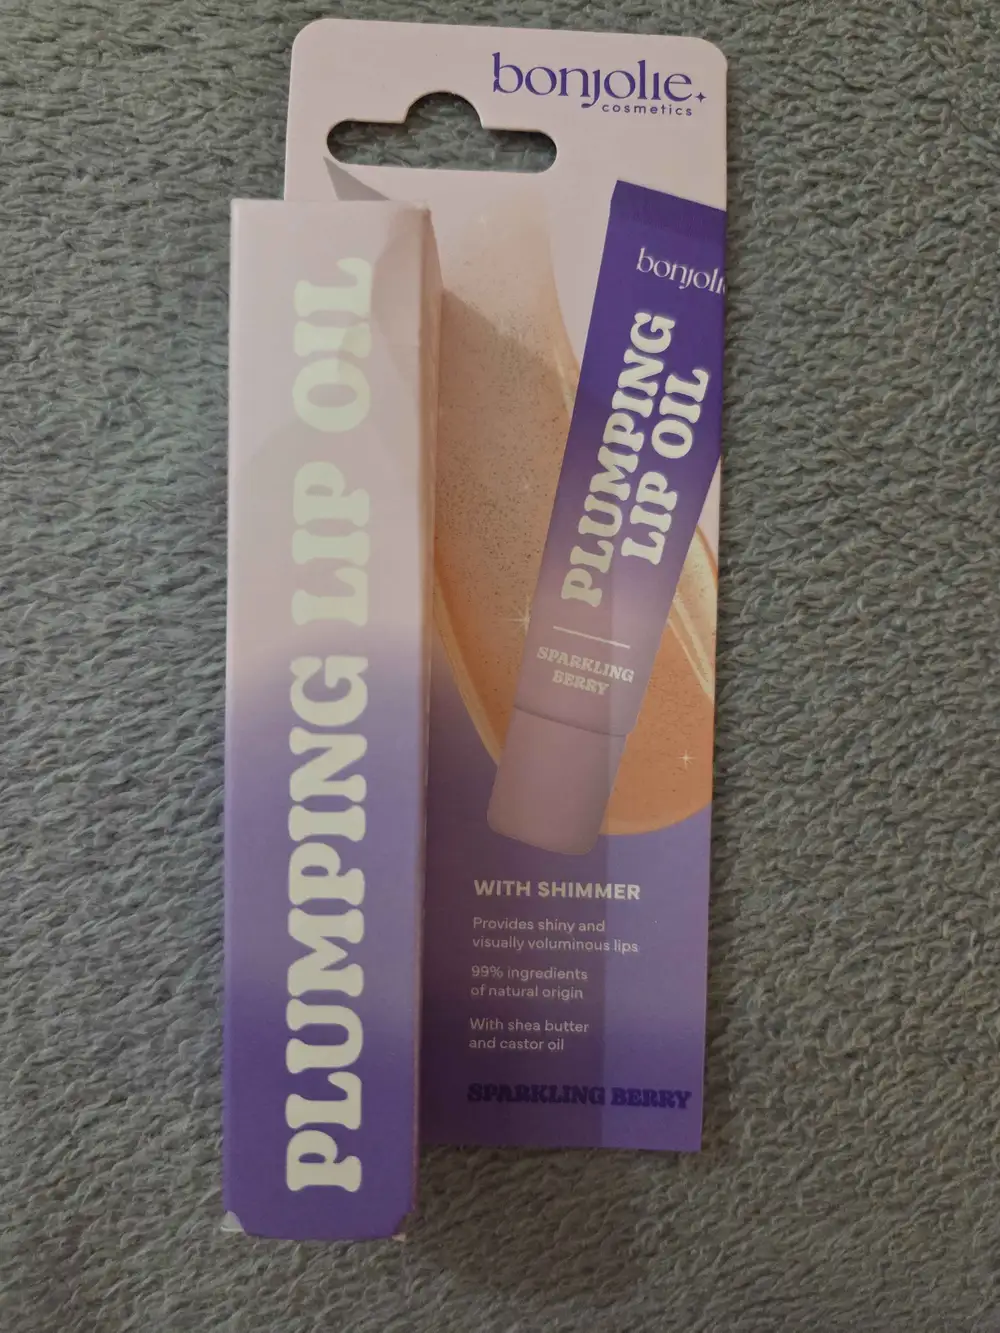 bonjolie
cosmetics
PLUMPING LIP OIL
PLUMPING
LIP OIL
SPARKLING
BERRY
WITH SHIMMER
Provides shiny and
visually voluminous lips
99% ingredients
of natural origin
With shea butter
and castor oil
SPARKLING BERRY